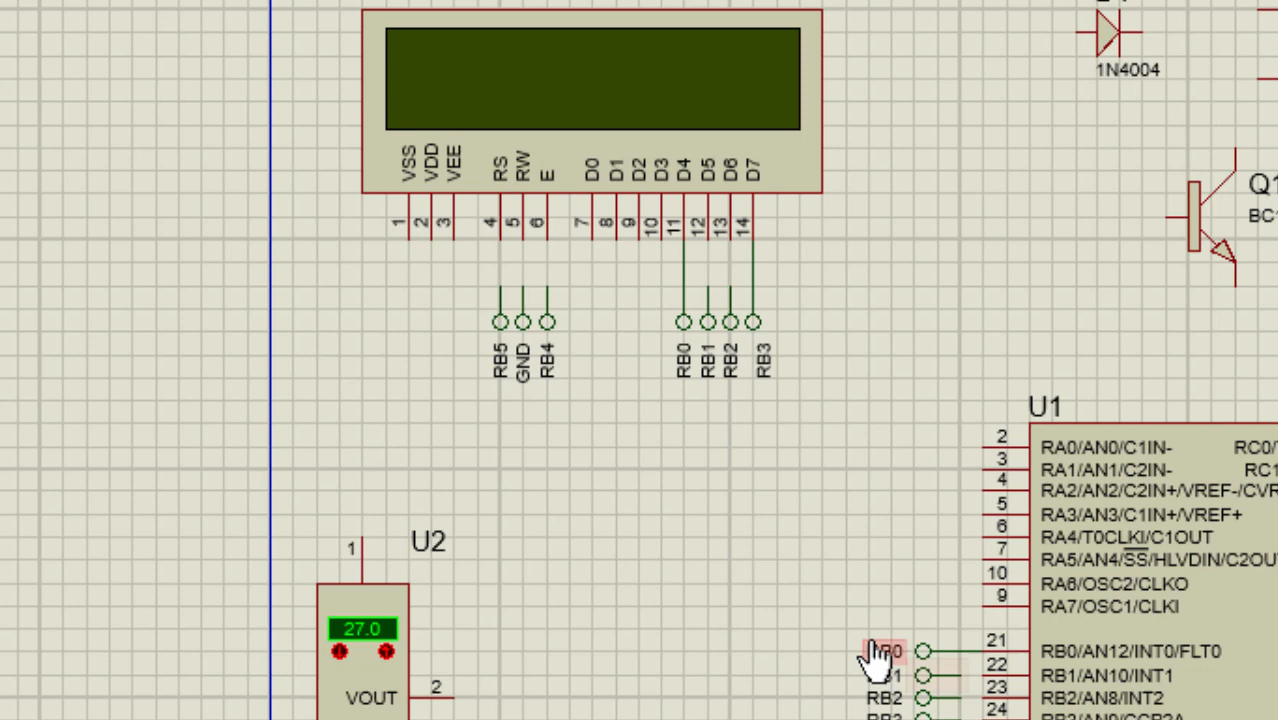 1N4004
VSS VDD VEE RS RW E D0 D1 D2 D3 D4 D5 D6 D7
1 2 3 4 5 6 7 8 9 10 11 12 13 14
Q1
RB5 GND RB4 RB0 RB1 RB2 RB3
U1
2 RA0/AN0/C1IN-
3 RA1/AN1/C2IN- RC1
4 RA2/AN2/C2IN+/VREF-/CVR
5 RA3/AN3/C1IN+/VREF+
6 RA4/T0CLKI/C1OUT
7 RA5/AN4/SS/HLVDIN/C2OU
10 RA6/OSC2/CLKO
9 RA7/OSC1/CLKI
1 U2
27.0
VOUT 2
21 RB0/AN12/INT0/FLT0
22 RB1/AN10/INT1
RB2 23 RB2/AN8/INT2
24